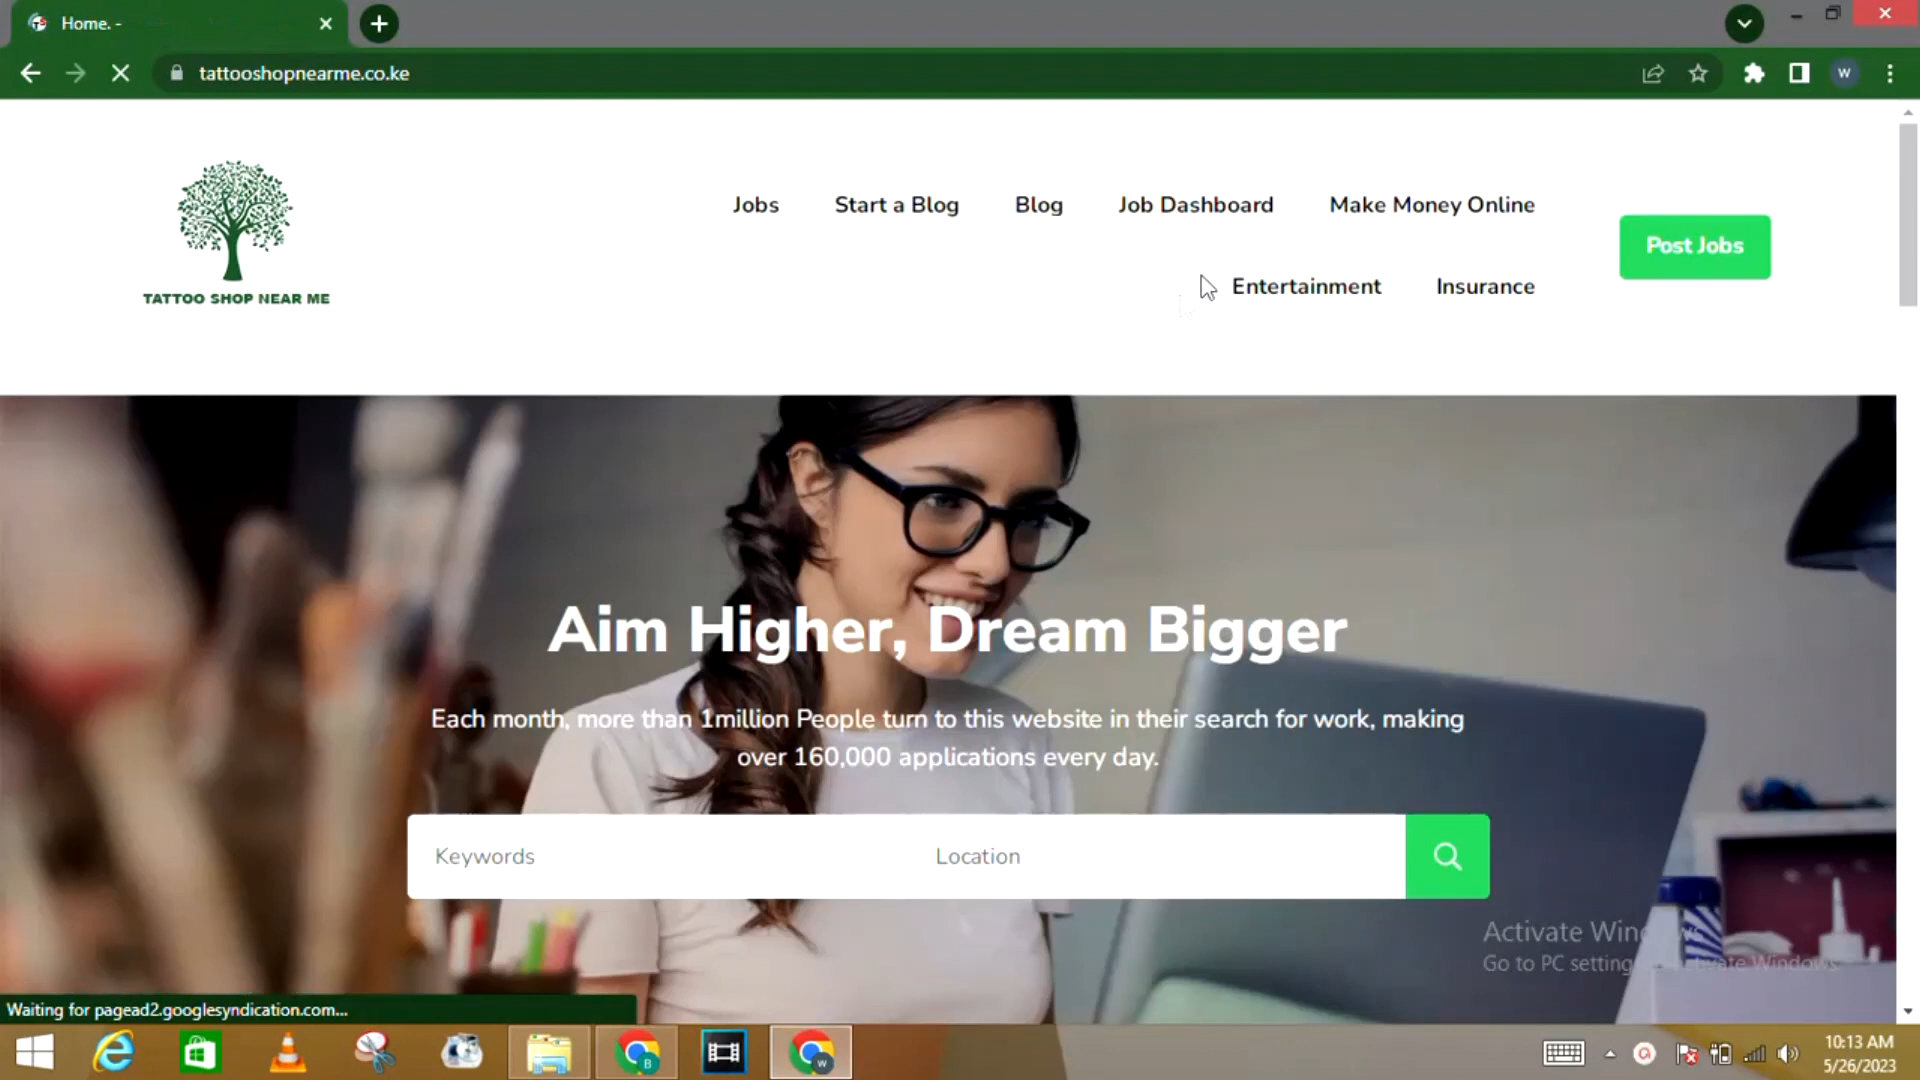 Home. -
tattooshopnearme.co.ke
W
Jobs
Start a Blog
Blog
Job Dashboard
Make Money Online
Post Jobs
TATTOO SHOP NEAR ME
Entertainment
Insurance
Aim Higher, Dream Bigger
Each month, more than 1million People turn to this website in their search for work, making
over 160,000 applications every day.
Keywords
Location
Activate Windows
Go to PC setting Activate Windows
Waiting for pagead2.googlesyndication.com...
B
w
10:13 AM
5/26/2023